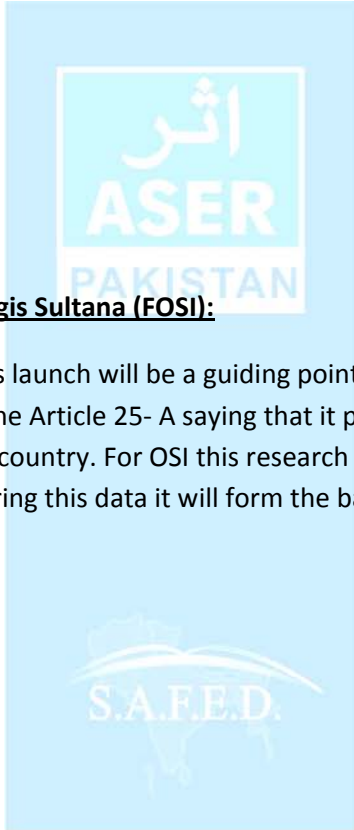 اثر
ASER
PAKISTAN
gis Sultana (FOSI):
s launch will be a guiding point
ne Article 25- A saying that it p
country. For OSI this research
ring this data it will form the ba
S.A.F.E.D.